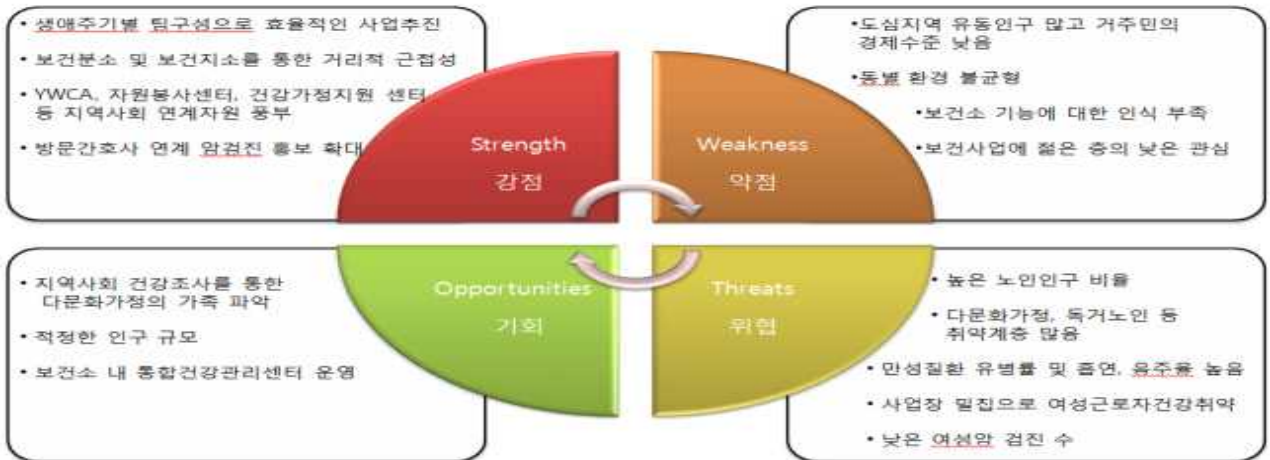 • 생애주기별 팀구성으로 효율적인 사업추진
• 보건분소 및 보건지소를 통한 거리적 근접성
• YWCA, 자원봉사센터, 건강가정지원 센터
등 지역사회 연계자원 풍부
• 방문간호사 연계 암검진 홍보 확대
Strength
강점
•도심지역 유동인구 많고 거주민의
경제수준 낮음
•동별 환경 불균형
•보건소 기능에 대한 인식 부족
•보건사업에 젊은 층의 낮은 관심
Weakness
약점
• 지역사회 건강조사를 통한
다문화가정의 가족 파악
• 적정한 인구 규모
• 보건소 내 통합건강관리센터 운영
Opportunities
기회
Threats
위협
• 높은 노인인구 비율
• 다문화가정, 독거노인 등
취약계층 많음
• 만성질환 유병률 및 흡연, 음주율 높음
• 사업장 밀집으로 여성근로자건강취약
• 낮은 여성암 검진 수